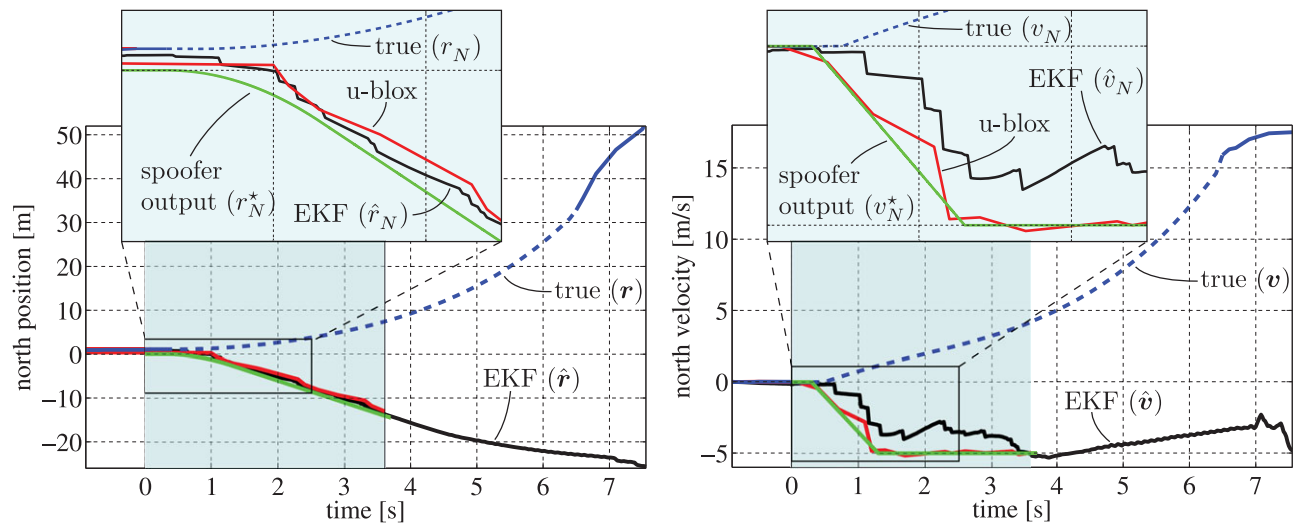 true (r_N)
u-blox
spoofer
output (r_N^⋆)
EKF (r̂_N)
50
40
30
20
10
0
−10
−20
north position [m]
true (r)
EKF (r̂)
0 1 2 3 4 5 6 7
time [s]
true (v_N)
EKF (v̂_N)
u-blox
spoofer
output (v_N^⋆)
15
10
5
0
−5
north velocity [m/s]
true (v)
EKF (v̂)
0 1 2 3 4 5 6 7
time [s]